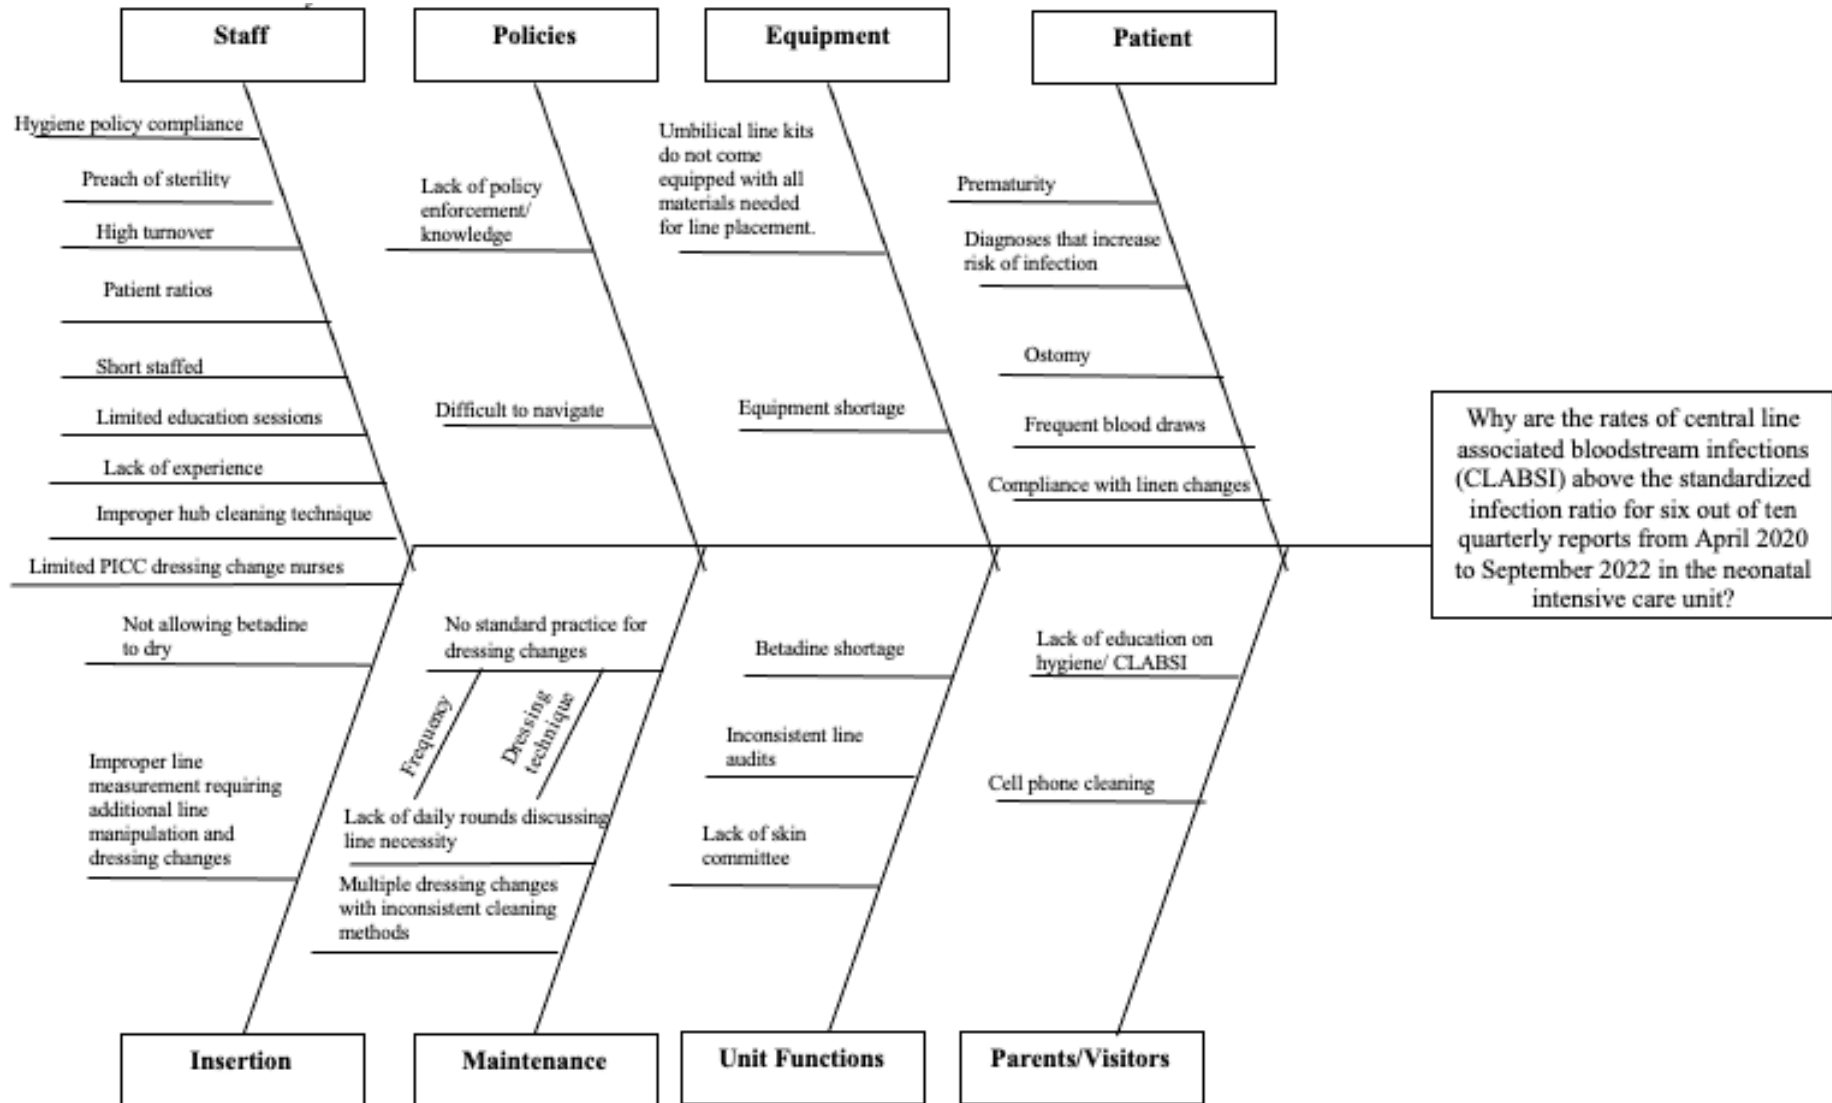 Staff
Policies
Equipment
Patient
Hygiene policy compliance
Preach of sterility
High turnover
Patient ratios
Short staffed
Limited education sessions
Lack of experience
Improper hub cleaning technique
Limited PICC dressing change nurses
Lack of policy
enforcement/
knowledge
Difficult to navigate
Umbilical line kits
do not come
equipped with all
materials needed
for line placement.
Equipment shortage
Prematurity
Diagnoses that increase
risk of infection
Ostomy
Frequent blood draws
Compliance with linen changes
Why are the rates of central line
associated bloodstream infections
(CLABSI) above the standardized
infection ratio for six out of ten
quarterly reports from April 2020
to September 2022 in the neonatal
intensive care unit?
Not allowing betadine
to dry
Improper line
measurement requiring
additional line
manipulation and
dressing changes
No standard practice for
dressing changes
Frequency
Dressing
technique
Lack of daily rounds discussing
line necessity
Multiple dressing changes
with inconsistent cleaning
methods
Betadine shortage
Inconsistent line
audits
Lack of skin
committee
Lack of education on
hygiene/ CLABSI
Cell phone cleaning
Insertion
Maintenance
Unit Functions
Parents/Visitors